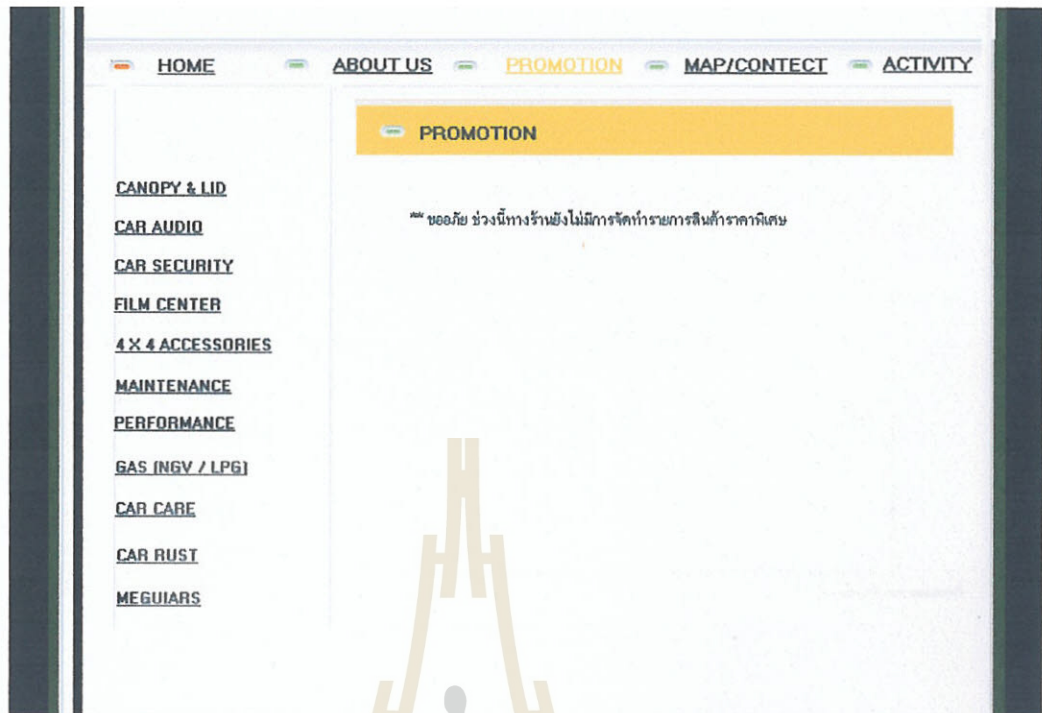 HOME ABOUT US PROMOTION MAP/CONTECT ACTIVITY
PROMOTION
CANOPY & LID
CAR AUDIO
CAR SECURITY
FILM CENTER
4 X 4 ACCESSORIES
MAINTENANCE
PERFORMANCE
GAS (NGV / LPG)
CAR CARE
CAR RUST
MEGUIARS
*** ขออภัย ช่วงนี้ทางร้านยังไม่มีการจัดทำรายการสินค้าราคาพิเศษ